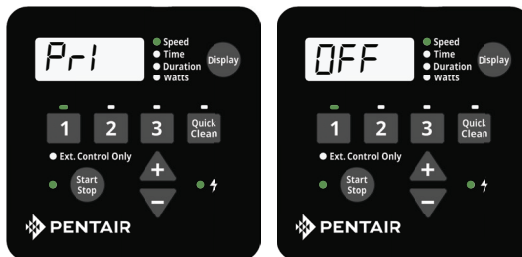 Pri
Speed
Time
Duration
Watts
Display
1
2
3
Quick
Clean
Ext. Control Only
+
Start
Stop
−
PENTAIR
OFF
Speed
Time
Duration
Watts
Display
1
2
3
Quick
Clean
Ext. Control Only
+
Start
Stop
−
PENTAIR